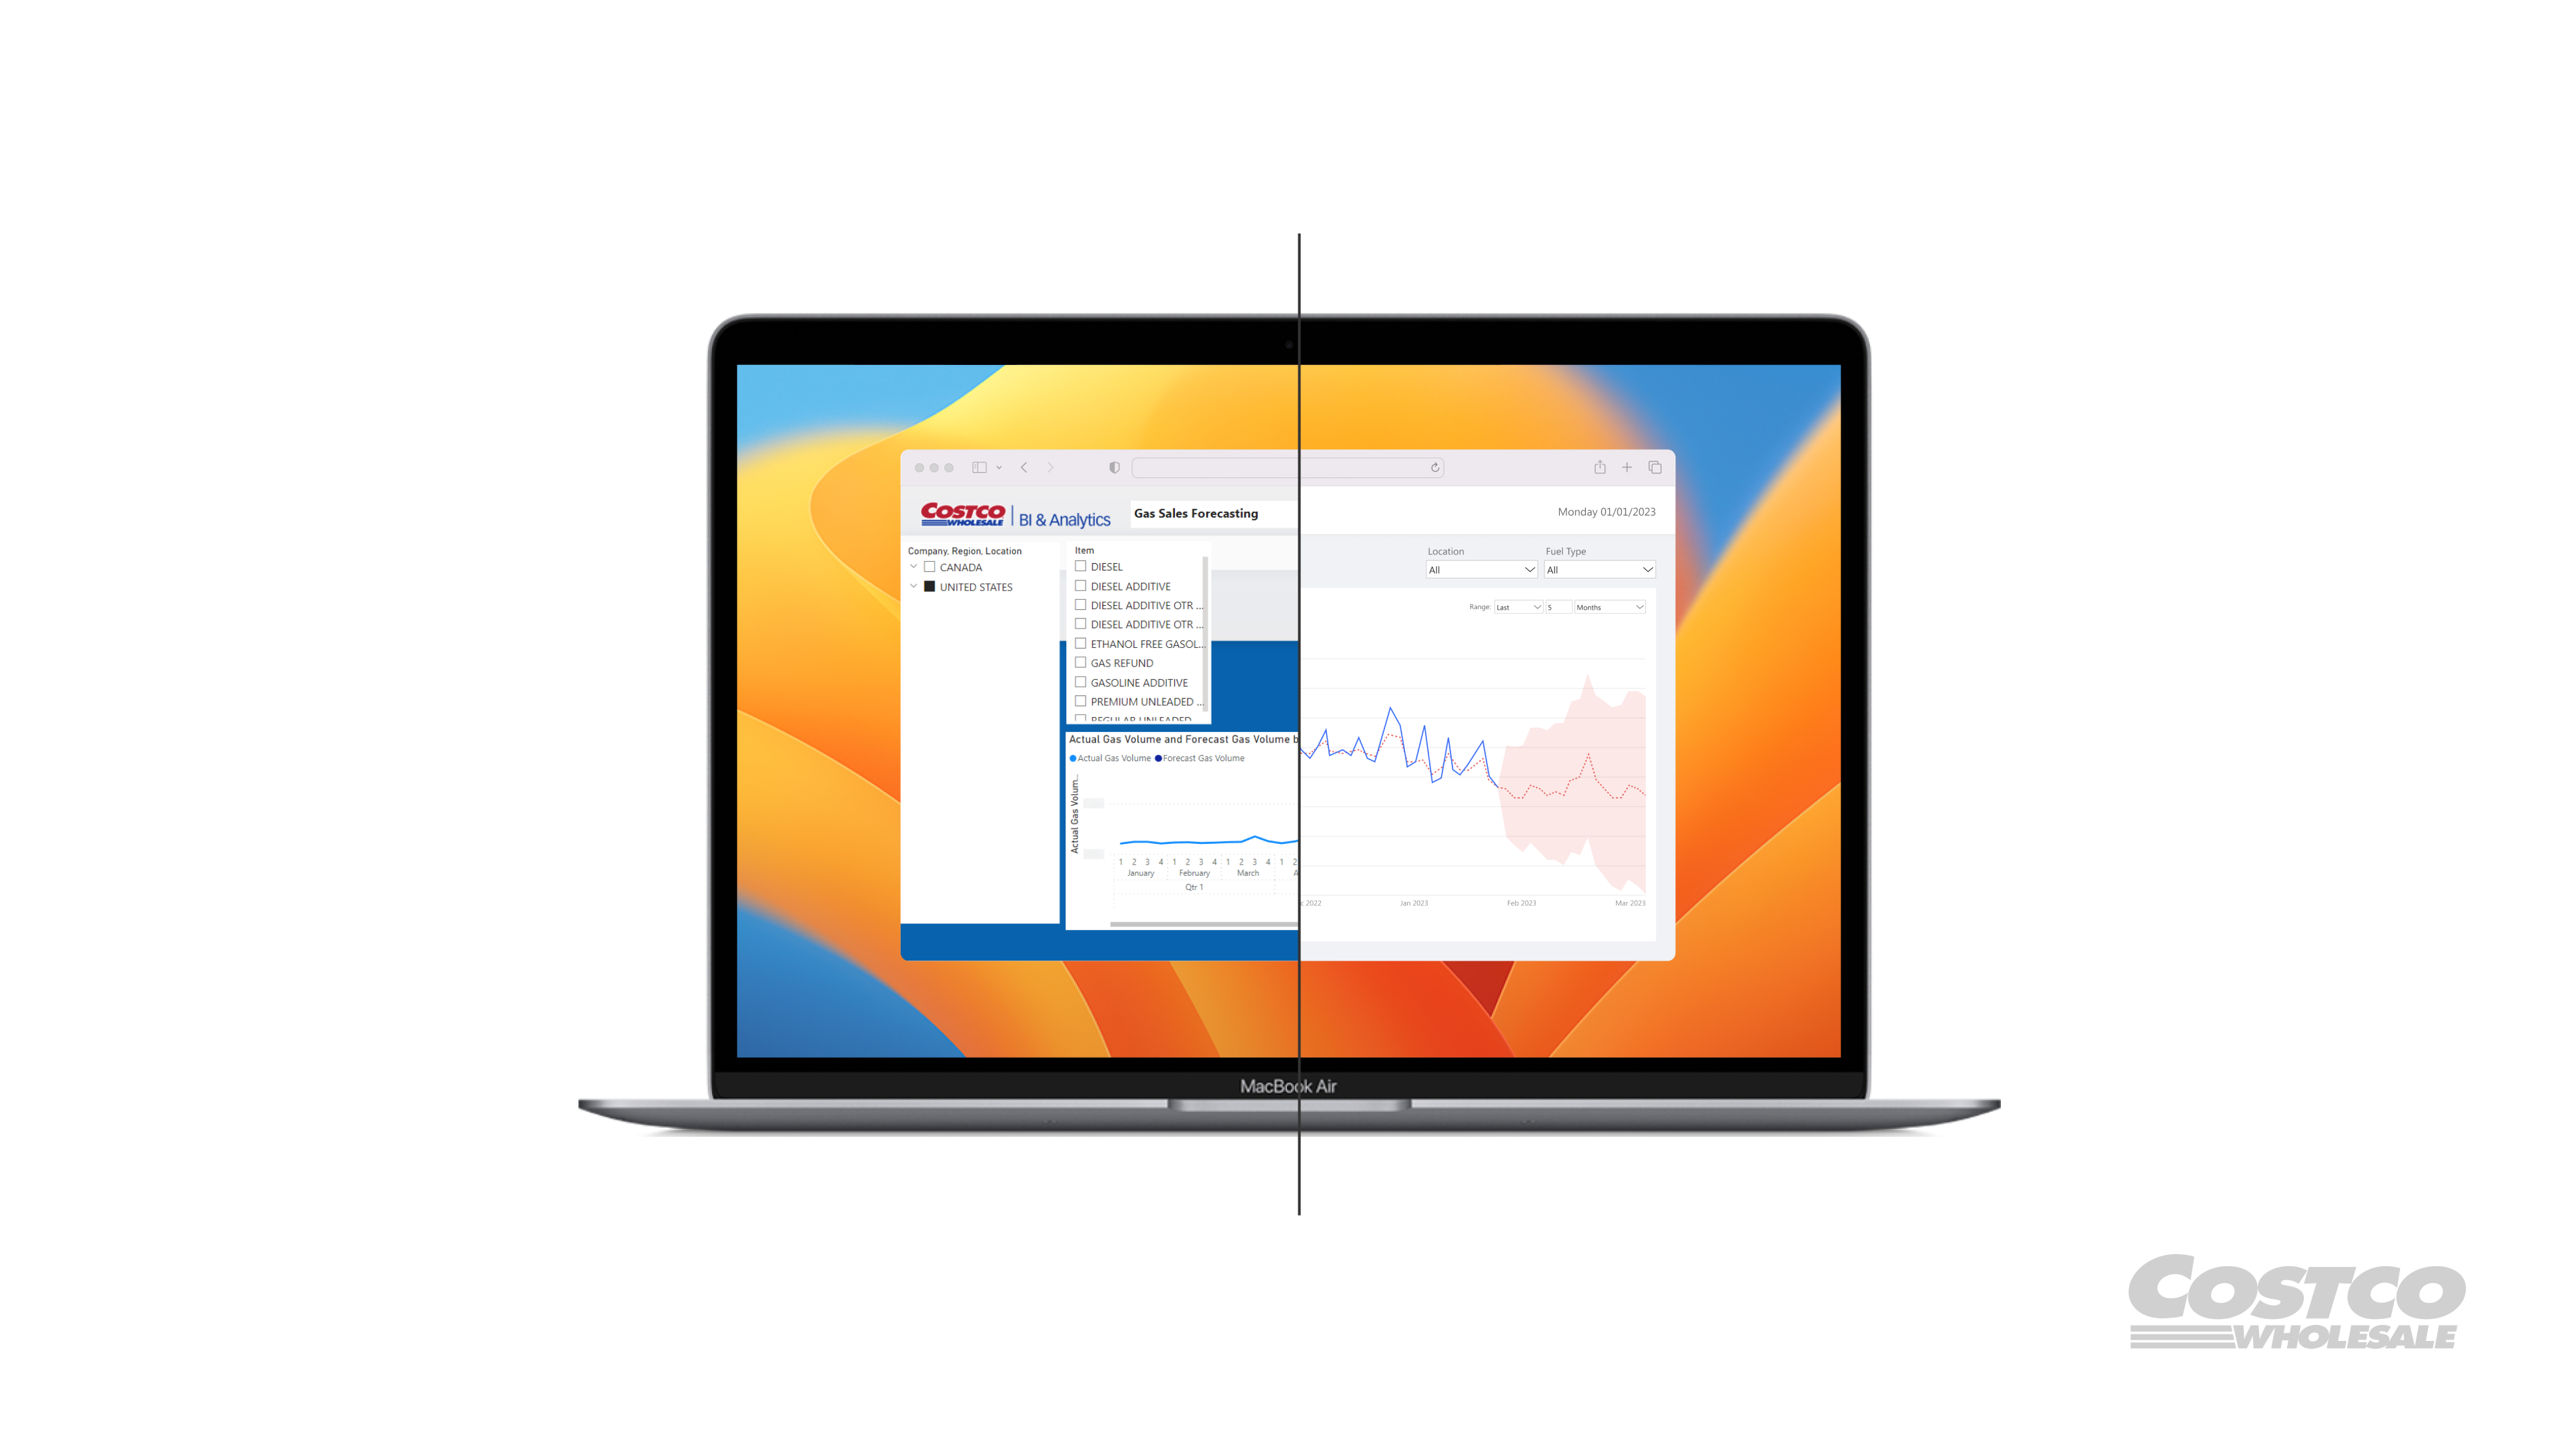 COSTCO WHOLESALE | BI & Analytics
Gas Sales Forecasting
Company, Region, Location
CANADA
UNITED STATES
Item
DIESEL
DIESEL ADDITIVE
DIESEL ADDITIVE OTR ...
DIESEL ADDITIVE OTR ...
ETHANOL FREE GASOL...
GAS REFUND
GASOLINE ADDITIVE
PREMIUM UNLEADED ...
REGULAR UNLEADED
Actual Gas Volume and Forecast Gas Volume b
Actual Gas Volume Forecast Gas Volume
Actual Gas Volum...
1 2 3 4 1 2 3 4 1 2 3 4 1 2
January February March A
Qtr 1
Monday 01/01/2023
Location Fuel Type
All All
Range: Last 5 Months
c 2022 Jan 2023 Feb 2023 Mar 2023
MacBook Air
COSTCO
WHOLESALE